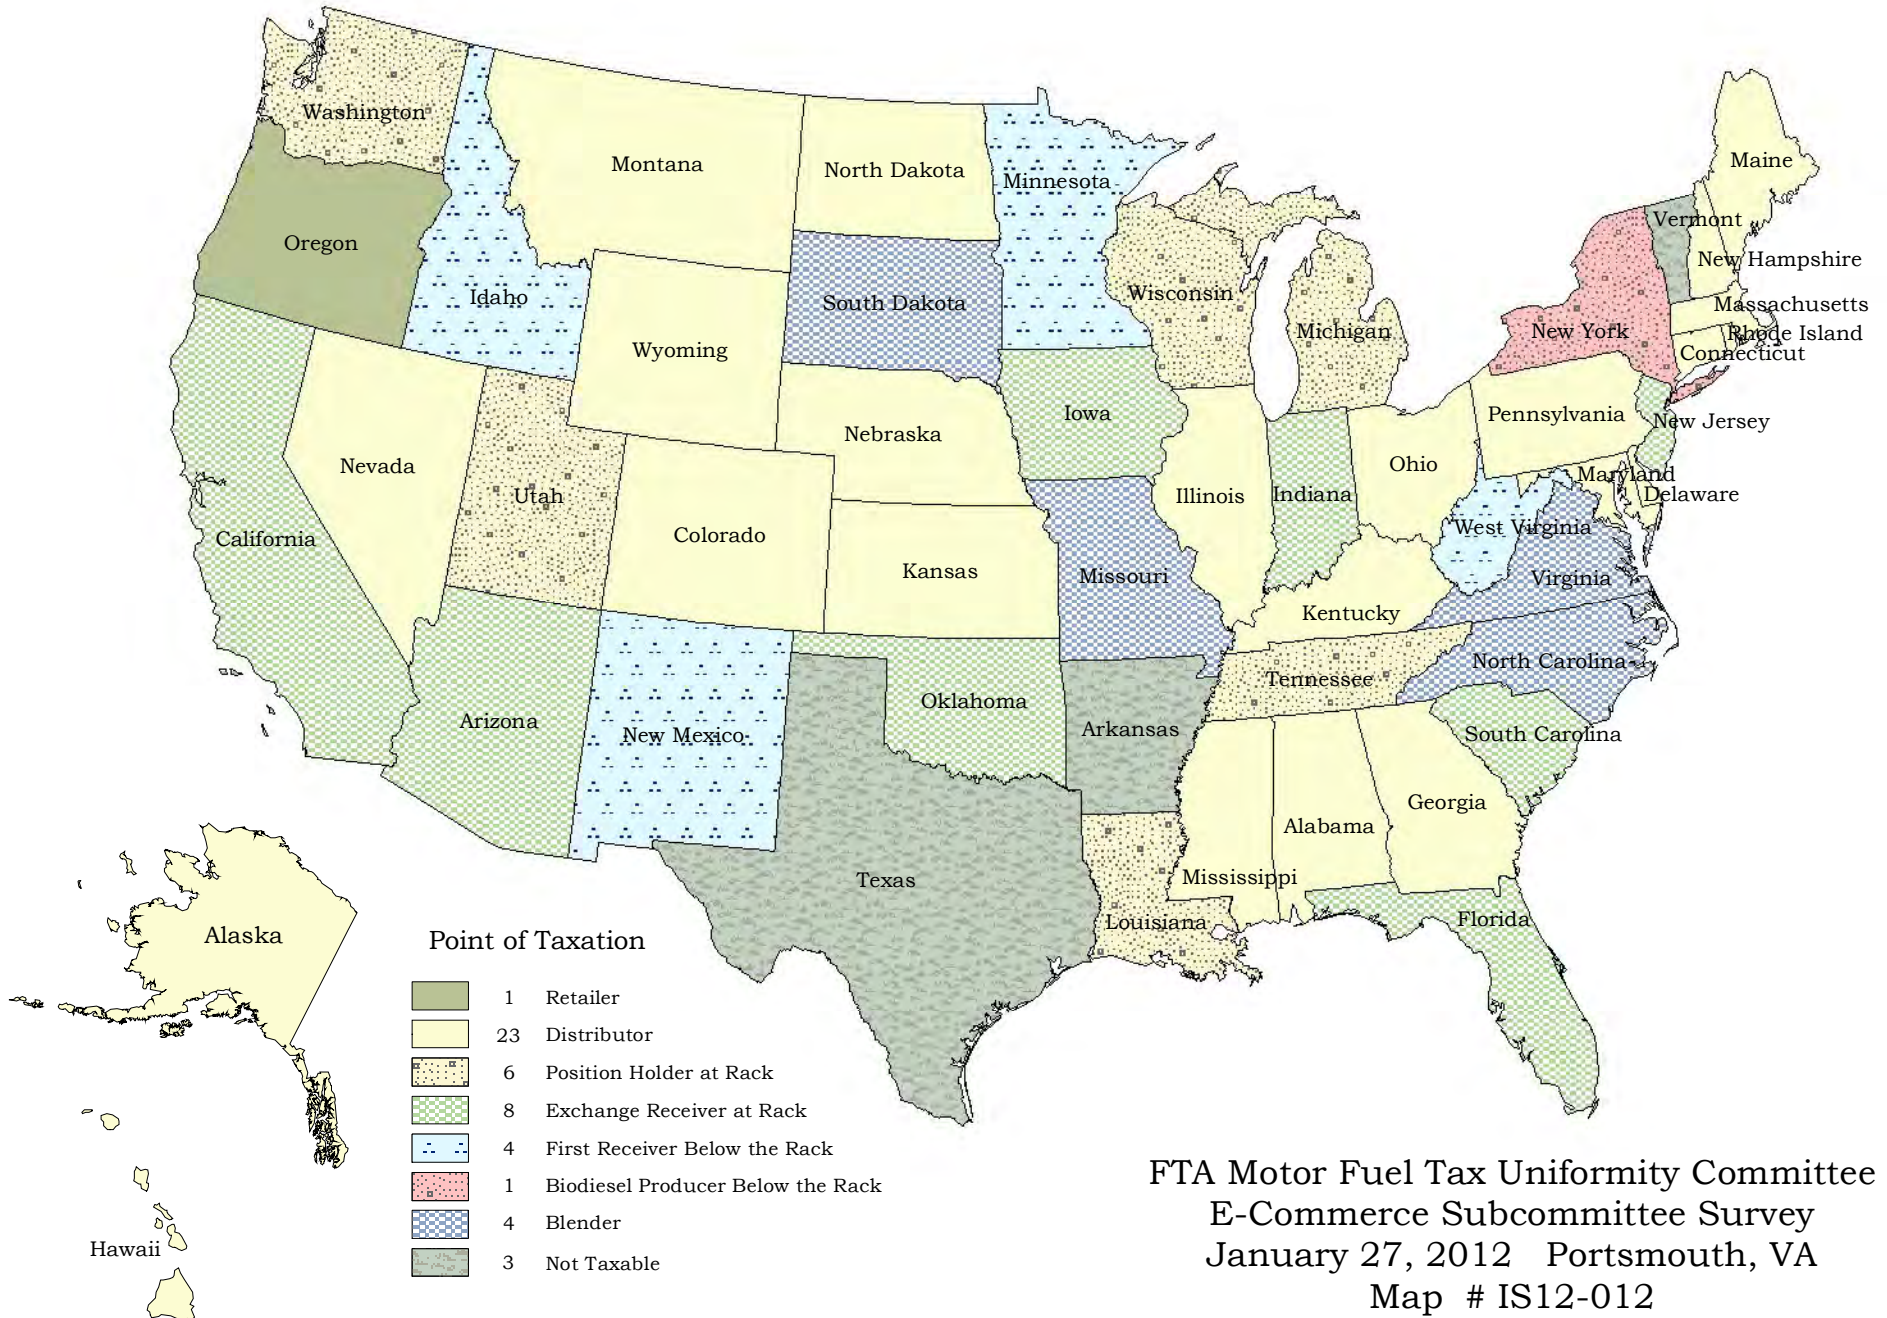 Washington
Montana
North Dakota
Minnesota
Maine
Vermont
Oregon
New Hampshire
Idaho
South Dakota
Wisconsin
Michigan
Massachusetts
New York
Rhode Island
Wyoming
Connecticut
Iowa
Pennsylvania
New Jersey
Nebraska
Nevada
Ohio
Maryland
Utah
Illinois
Indiana
Delaware
California
Colorado
West Virginia
Kansas
Missouri
Virginia
Kentucky
North Carolina
Tennessee
Oklahoma
Arizona
New Mexico
Arkansas
South Carolina
Georgia
Alabama
Texas
Mississippi
Louisiana
Florida
Alaska
Hawaii
Point of Taxation
1 Retailer
23 Distributor
6 Position Holder at Rack
8 Exchange Receiver at Rack
4 First Receiver Below the Rack
1 Biodiesel Producer Below the Rack
4 Blender
3 Not Taxable
FTA Motor Fuel Tax Uniformity Committee
E-Commerce Subcommittee Survey
January 27, 2012 Portsmouth, VA
Map # IS12-012